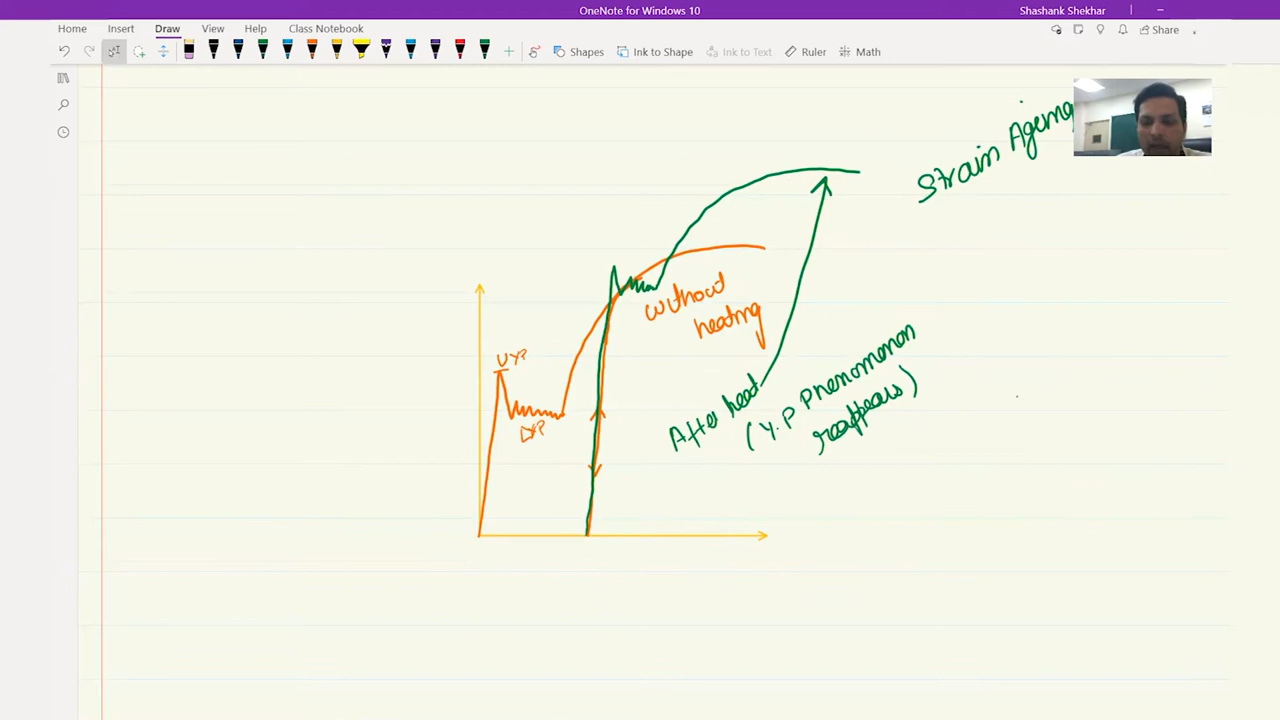 OneNote for Windows 10
Shashank Shekhar
Home
Insert
Draw
View
Help
Class Notebook
Share
Shapes
Ink to Shape
Ink to Text
Ruler
Math
Strain Ageing
UYP
LYP
without
heating
After heat
(Y.P Phenomenon
reappears)